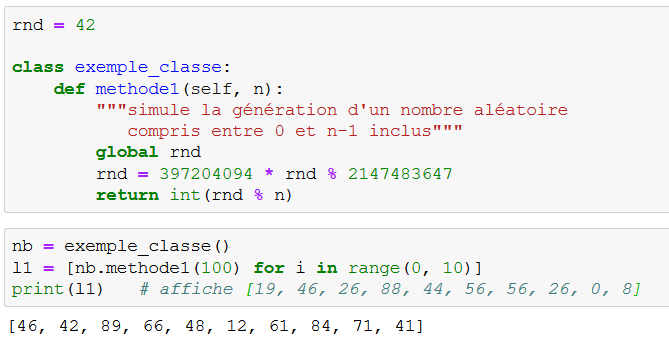 rnd = 42
class exemple_classe:
    def methode1(self, n):
        """simule la génération d'un nombre aléatoire
           compris entre 0 et n-1 inclus"""
        global rnd
        rnd = 397204094 * rnd % 2147483647
        return int(rnd % n)
nb = exemple_classe()
l1 = [nb.methode1(100) for i in range(0, 10)]
print(l1)   # affiche [19, 46, 26, 88, 44, 56, 56, 26, 0, 8]
[46, 42, 89, 66, 48, 12, 61, 84, 71, 41]